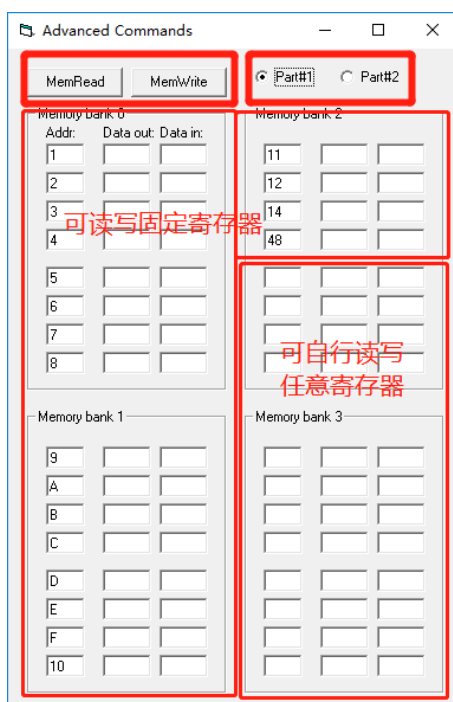 Advanced Commands
MemRead MemWrite Part#1 Part#2
Memory bank 0 Memory bank 2
Addr: Data out: Data in:
1 11
2 12
3 14
4 48
可读写固定寄存器
5
6
7
8
可自行读写
任意寄存器
Memory bank 1 Memory bank 3
9
A
B
C
D
E
F
10